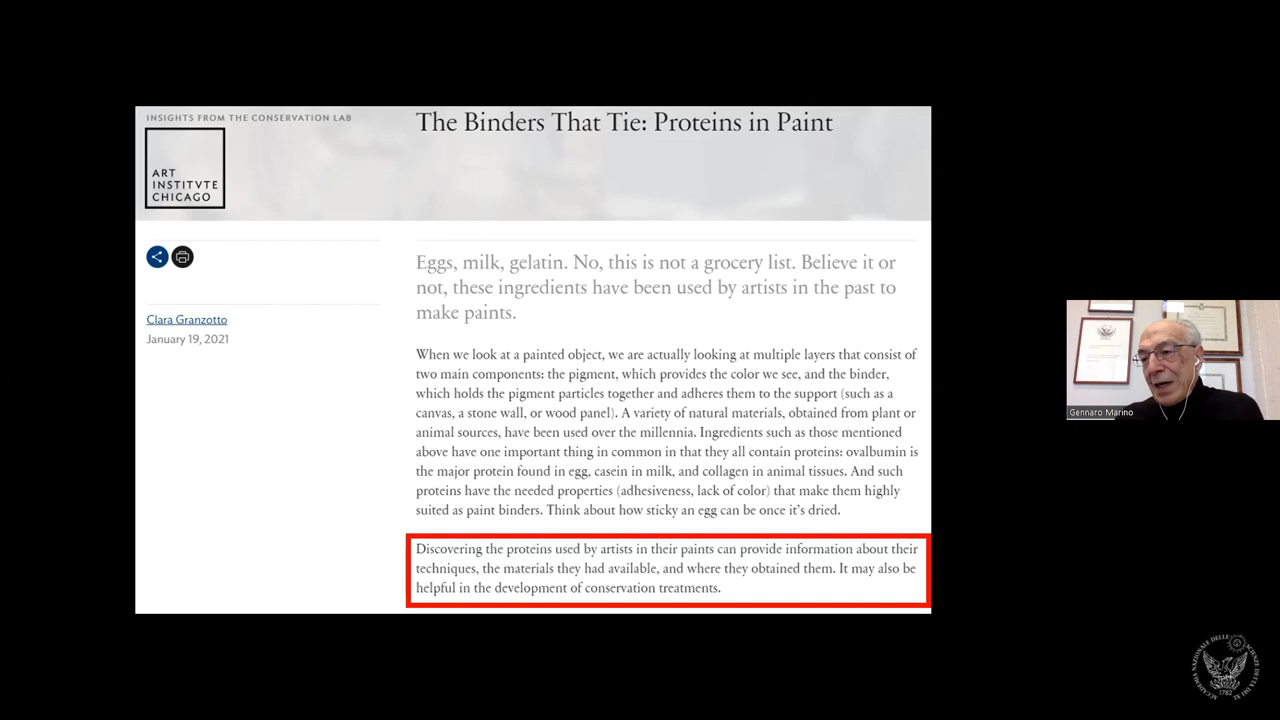 INSIGHTS FROM THE CONSERVATION LAB
ART
INSTITVTE
CHICAGO
The Binders That Tie: Proteins in Paint
Clara Granzotto
January 19, 2021
Eggs, milk, gelatin. No, this is not a grocery list. Believe it or
not, these ingredients have been used by artists in the past to
make paints.
When we look at a painted object, we are actually looking at multiple layers that consist of
two main components: the pigment, which provides the color we see, and the binder,
which holds the pigment particles together and adheres them to the support (such as a
canvas, a stone wall, or wood panel). A variety of natural materials, obtained from plant or
animal sources, have been used over the millennia. Ingredients such as those mentioned
above have one important thing in common in that they all contain proteins: ovalbumin is
the major protein found in egg, casein in milk, and collagen in animal tissues. And such
proteins have the needed properties (adhesiveness, lack of color) that make them highly
suited as paint binders. Think about how sticky an egg can be once it’s dried.
Discovering the proteins used by artists in their paints can provide information about their
techniques, the materials they had available, and where they obtained them. It may also be
helpful in the development of conservation treatments.
Gennaro Marino
ACCADEMIA NAZIONALE DELLE SCIENZE DETTA DEI XL
1782